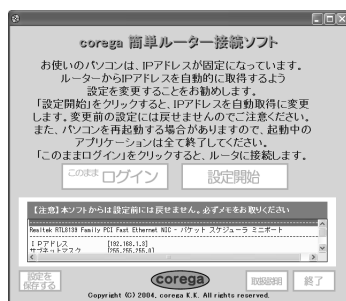 corega 簡単ルーター接続ソフト
お使いのパソコンは、IPアドレスが固定になっています。
ルーターからIPアドレスを自動的に取得するよう
設定を変更することをお勧めします。
「設定開始」をクリックすると、IPアドレスを自動取得に変更
します。変更前の設定には戻せませんのでご注意ください。
また、パソコンを再起動する場合がありますので、起動中の
アプリケーションは全て終了してください。
「このままログイン」をクリックすると、ルータに接続します。
このまま ログイン
設定開始
【注意】本ソフトからは設定前には戻せません。必ずメモをお取りください
Realtek RTL8139 Family PCI Fast Ethernet NIC - パケット スケジューラ ミニポート
IPアドレス [192.168.1.3]
サブネットマスク [255.255.255.0]
設定を
保存する
corega
取扱説明
終了
Copyright (C) 2004, corega K.K. All rights reserved.